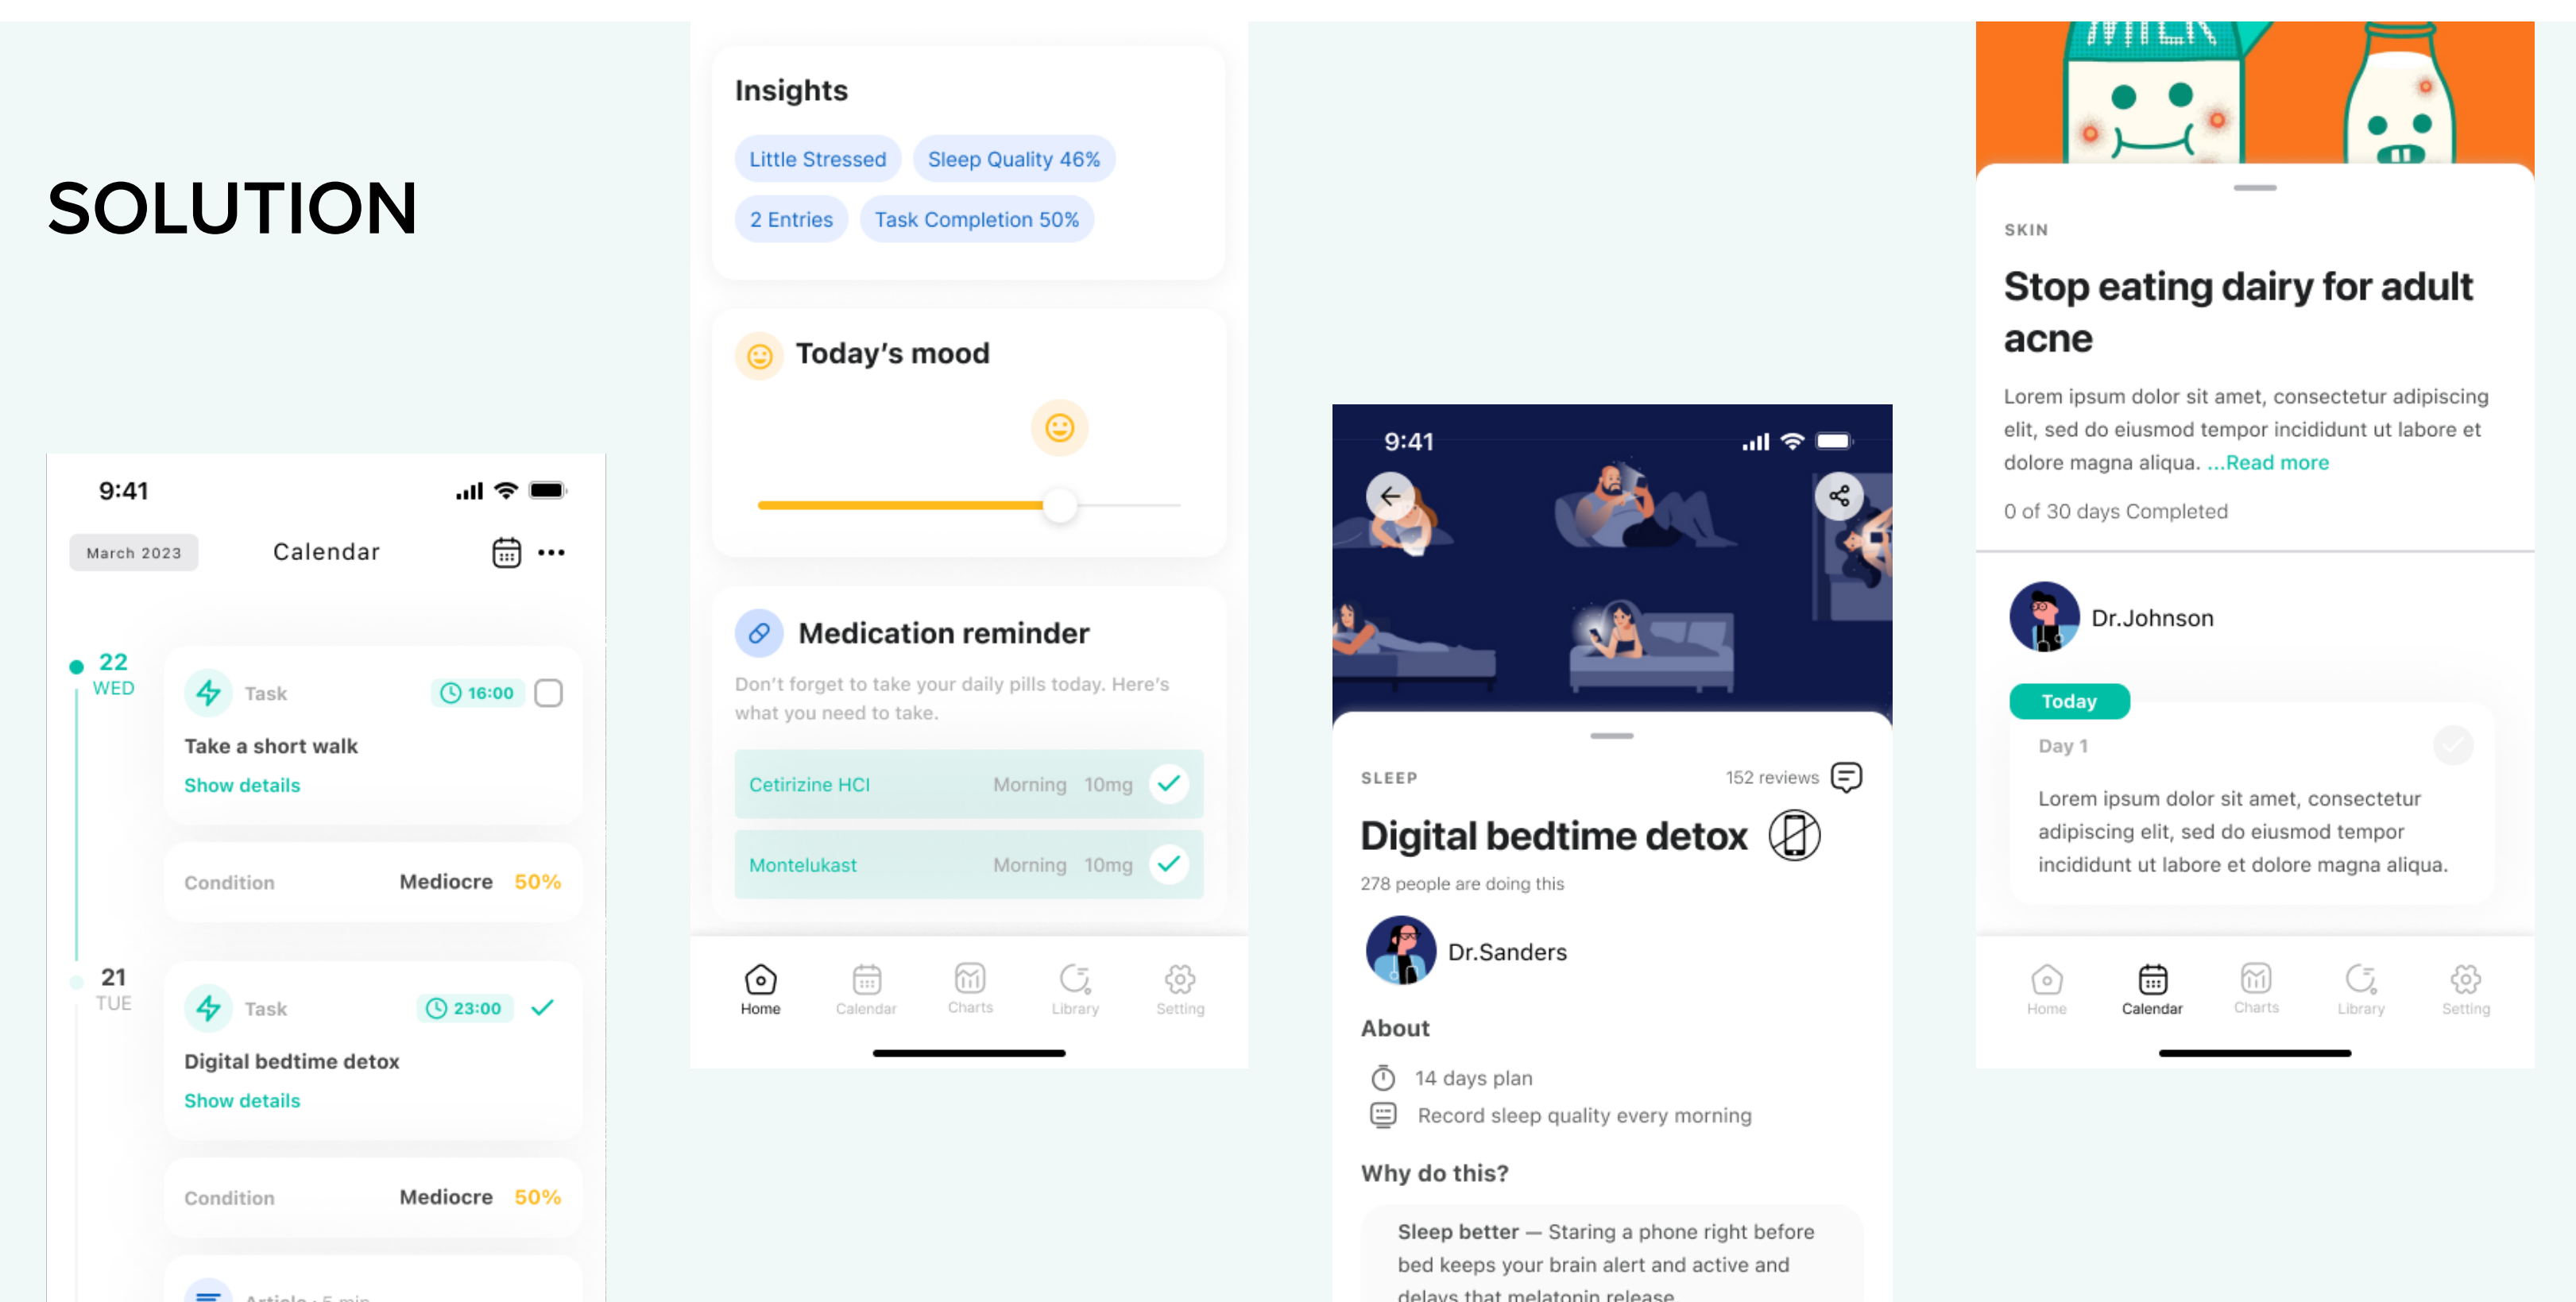 SOLUTION
9:41
March 2023
Calendar
22
WED
Task
16:00
Take a short walk
Show details
Condition
Mediocre 50%
21
TUE
Task
23:00
Digital bedtime detox
Show details
Condition
Mediocre 50%
Article · 5 min
Insights
Little Stressed
Sleep Quality 46%
2 Entries
Task Completion 50%
Today's mood
Medication reminder
Don't forget to take your daily pills today. Here's
what you need to take.
Cetirizine HCl Morning 10mg
Montelukast Morning 10mg
Home Calendar Charts Library Setting
9:41
SLEEP
152 reviews
Digital bedtime detox
278 people are doing this
Dr.Sanders
About
14 days plan
Record sleep quality every morning
Why do this?
Sleep better — Staring a phone right before
bed keeps your brain alert and active and
delays that melatonin release
MILK
SKIN
Stop eating dairy for adult
acne
Lorem ipsum dolor sit amet, consectetur adipiscing
elit, sed do eiusmod tempor incididunt ut labore et
dolore magna aliqua. ...Read more
0 of 30 days Completed
Dr.Johnson
Today
Day 1
Lorem ipsum dolor sit amet, consectetur
adipiscing elit, sed do eiusmod tempor
incididunt ut labore et dolore magna aliqua.
Home Calendar Charts Library Setting